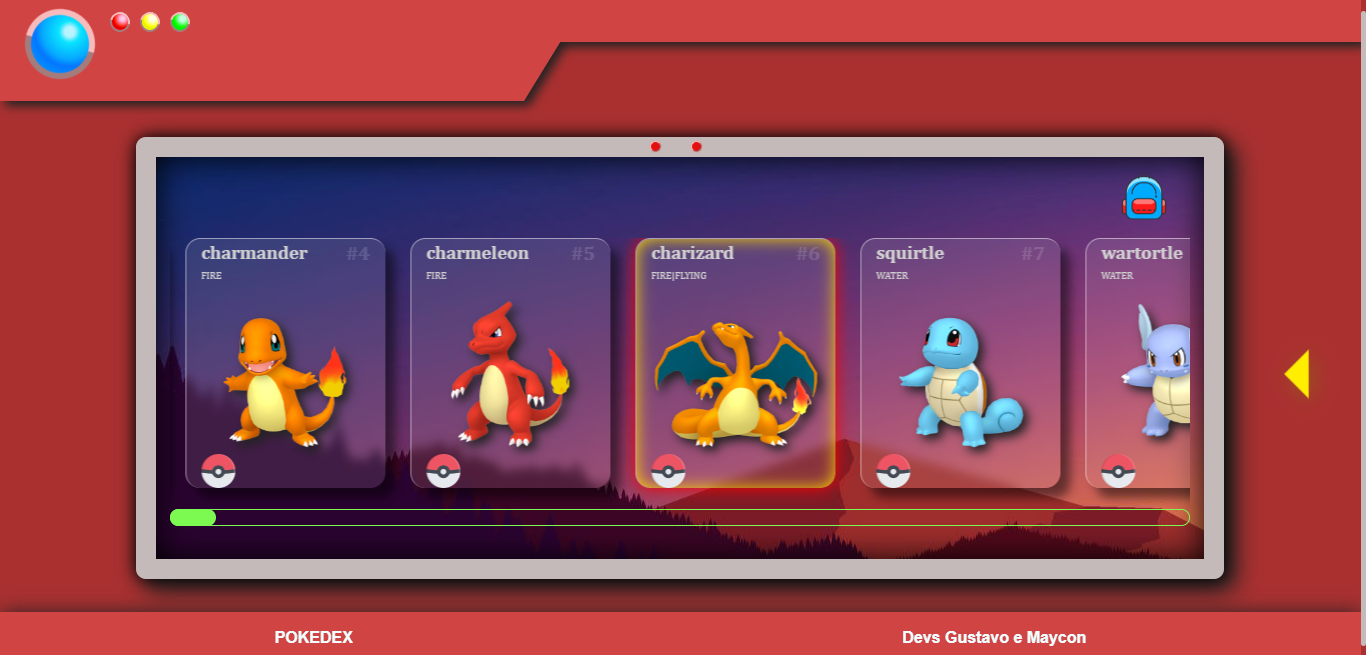 charmander #4
FIRE
charmeleon #5
FIRE
charizard #6
FIRE|FLYING
squirtle #7
WATER
wartortle
WATER
POKEDEX
Devs Gustavo e Maycon